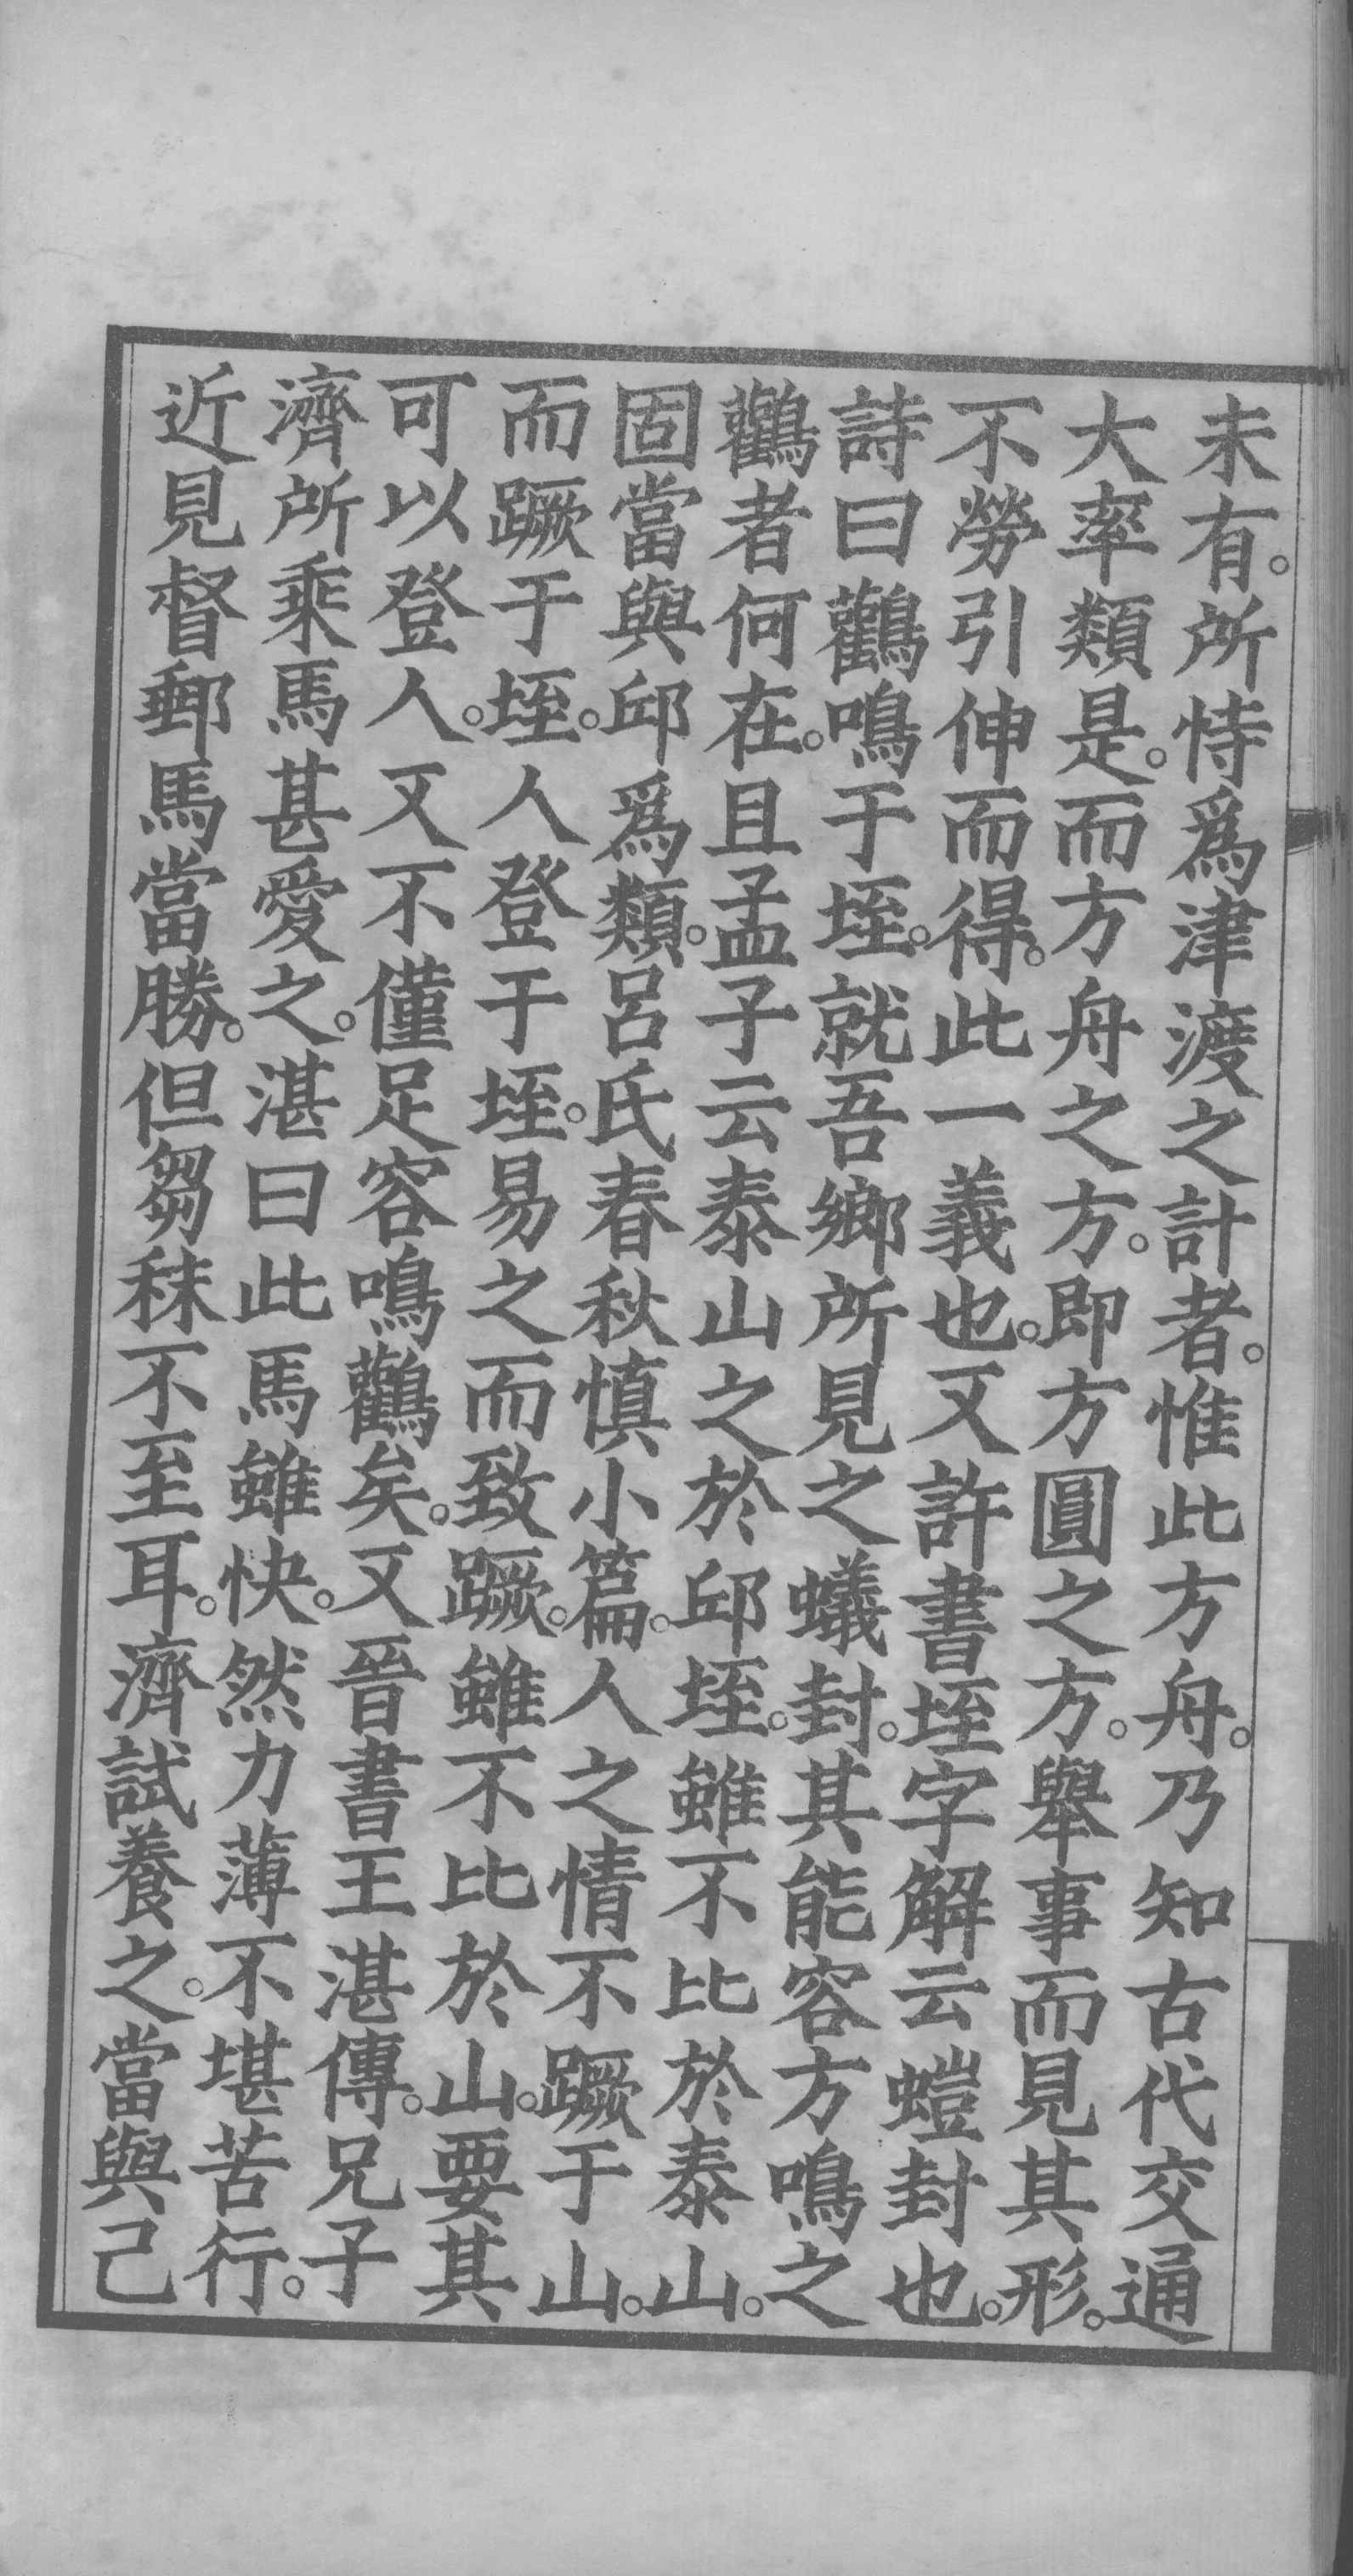 未有。所恃爲津渡之計者。惟此方舟。乃知古代交通
大率類是。而方舟之方。即方圓之方。舉事而見其形。
不勞引伸而得。此一義也。又許書垤字解云螘封也。
詩曰鸛鳴于垤。就吾鄉所見之蟻封。其能容方鳴之
鸛者何在。且孟子云泰山之於邱垤。雖不比於泰山。
固當與邱爲類。呂氏春秋慎小篇。人之情不蹶于山。
而蹶于垤。人登于垤。易之而致蹶。雖不比於山。要其
可以登人。又不僅足容鳴鸛矣。又晉書王湛傳。兄子
濟所乘馬甚愛之。湛曰此馬雖快。然力薄不堪苦行。
近見督郵馬當勝。但芻秣不至耳。濟試養之。當與己